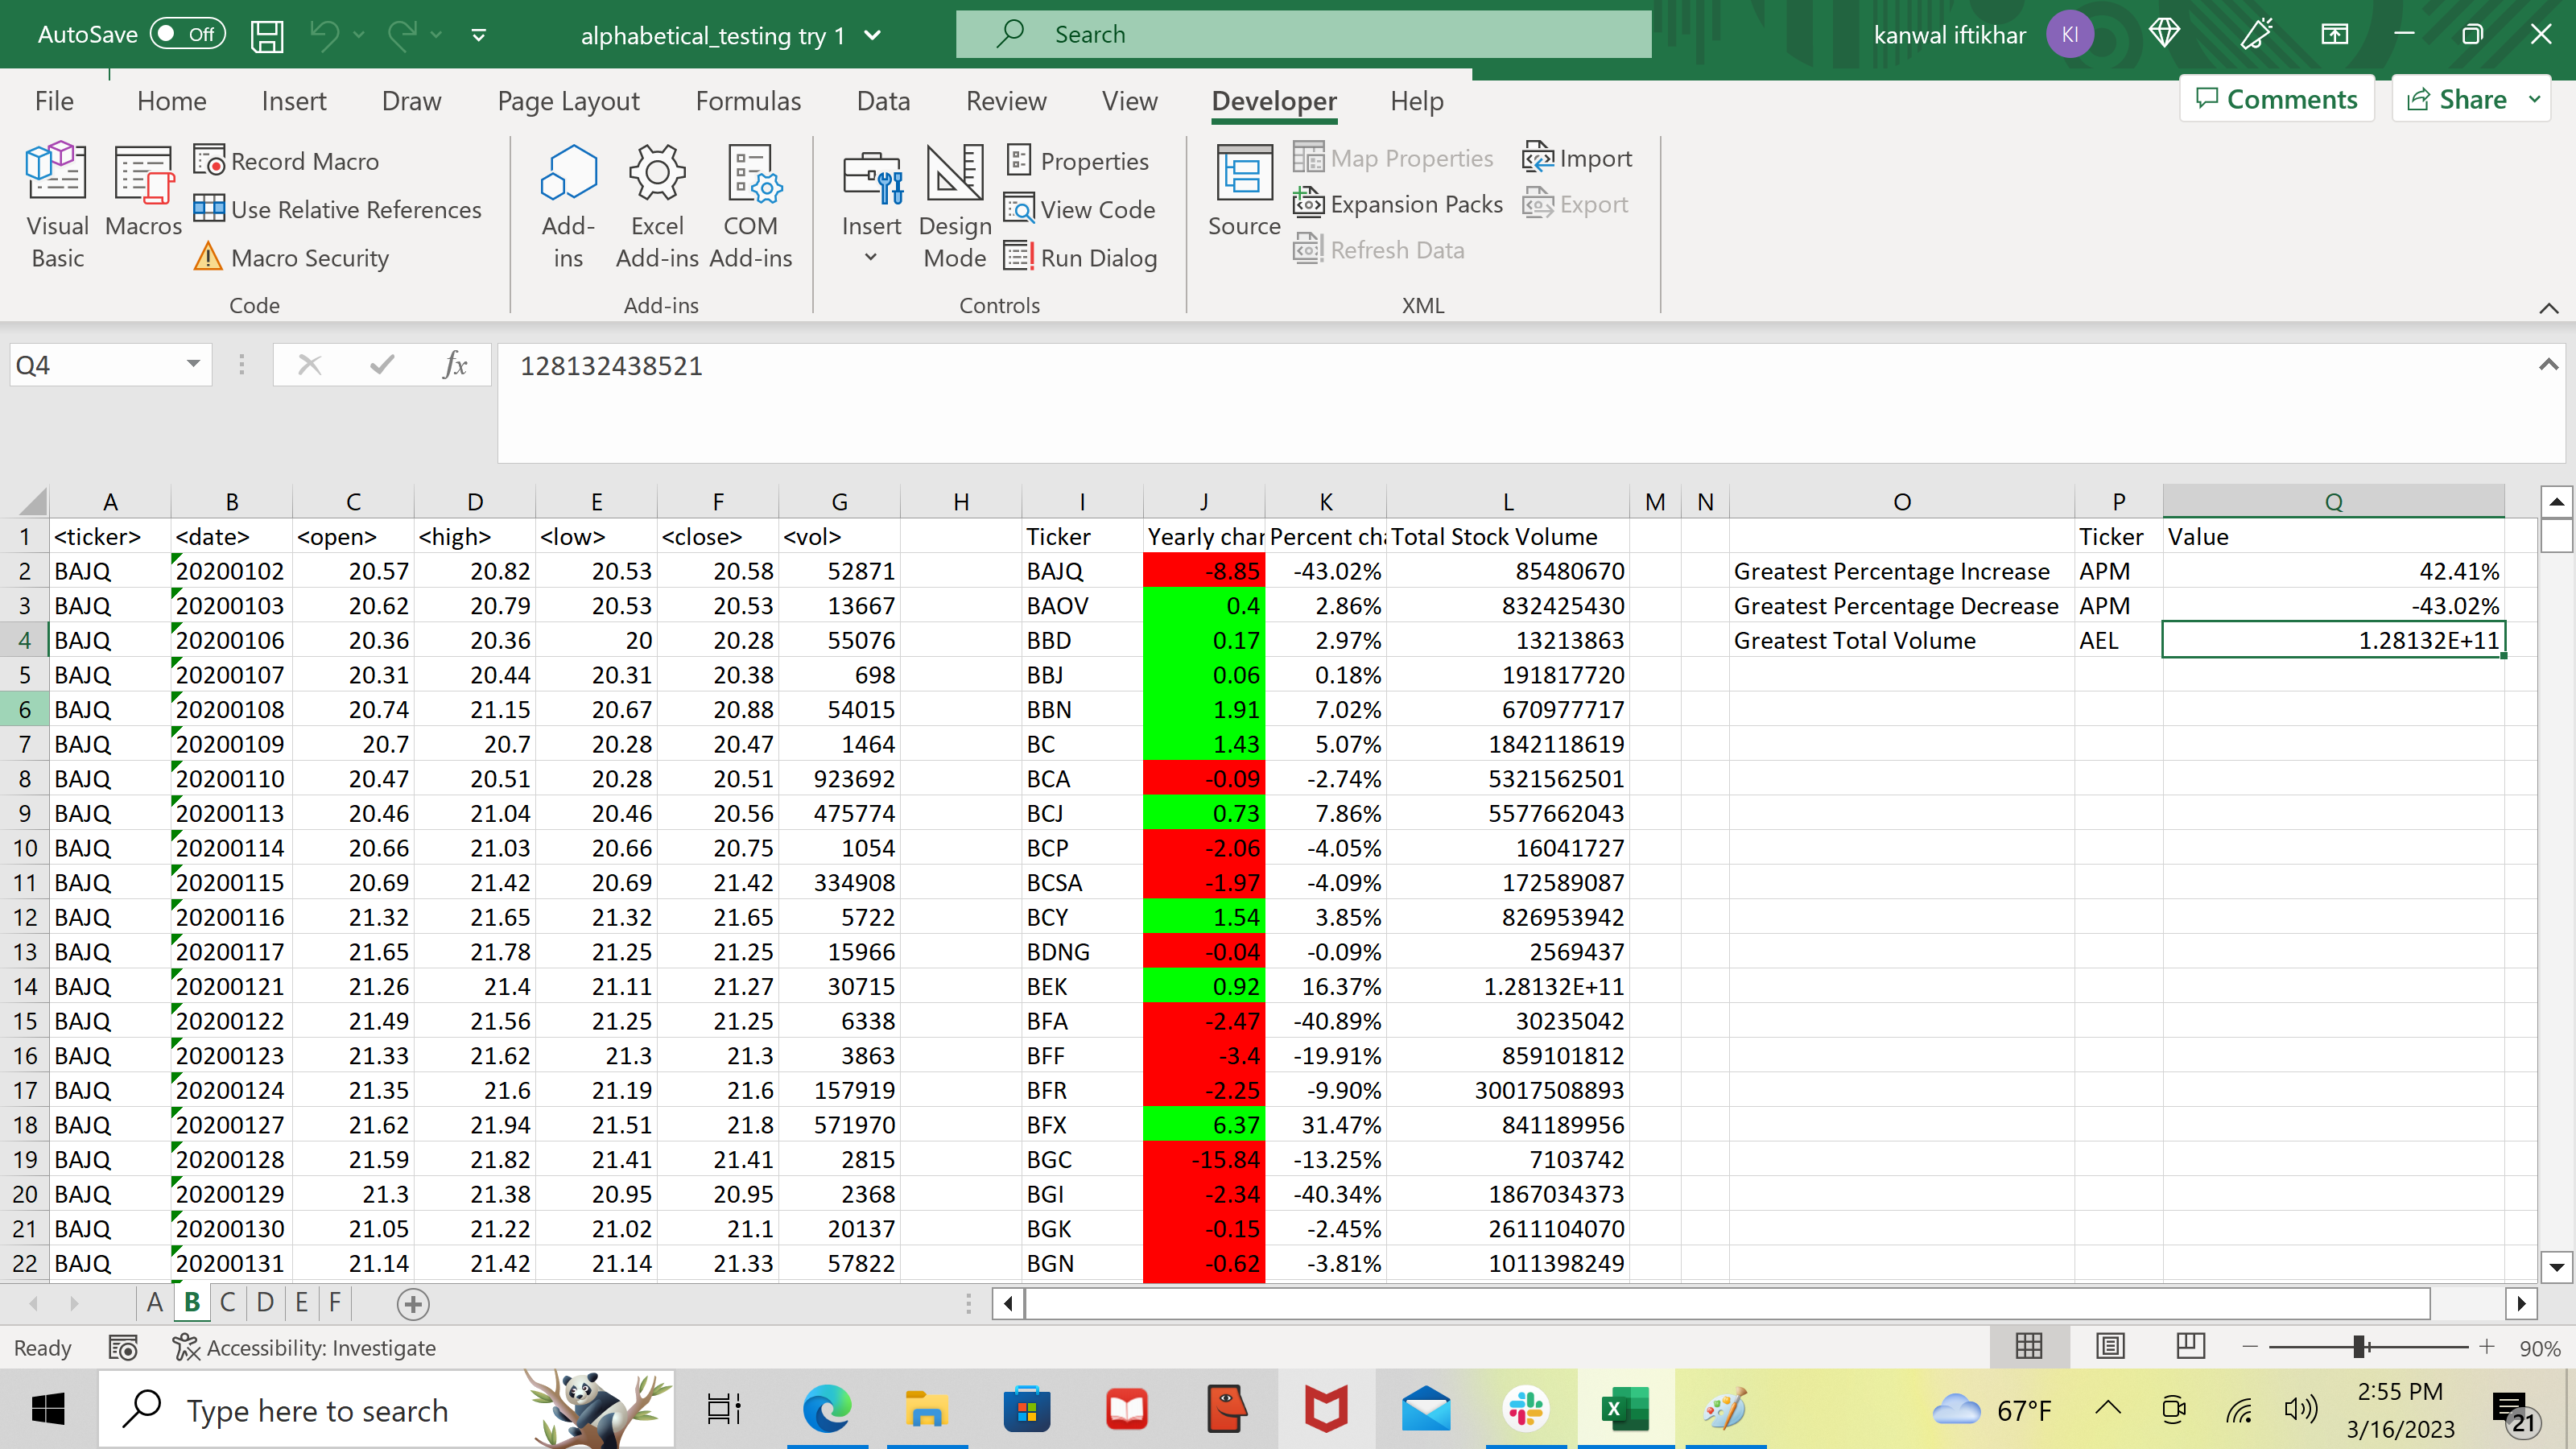 AutoSave Off alphabetical_testing try 1 Search kanwal iftikhar KI
File Home Insert Draw Page Layout Formulas Data Review View Developer Help Comments Share
Visual Basic Macros Record Macro Use Relative References Macro Security Code
Add-ins Excel Add-ins COM Add-ins Add-ins
Insert Design Mode Properties View Code Run Dialog Controls
Source Map Properties Expansion Packs Refresh Data Import Export XML
Q4 fx 128132438521
A B C D E F G H I J K L M N O P Q
1 <ticker> <date> <open> <high> <low> <close> <vol> Ticker Yearly char Percent cha Total Stock Volume Ticker Value
2 BAJQ 20200102 20.57 20.82 20.53 20.58 52871 BAJQ -8.85 -43.02% 85480670 Greatest Percentage Increase APM 42.41%
3 BAJQ 20200103 20.62 20.79 20.53 20.53 13667 BAOV 0.4 2.86% 832425430 Greatest Percentage Decrease APM -43.02%
4 BAJQ 20200106 20.36 20.36 20 20.28 55076 BBD 0.17 2.97% 13213863 Greatest Total Volume AEL 1.28132E+11
5 BAJQ 20200107 20.31 20.44 20.31 20.38 698 BBJ 0.06 0.18% 191817720
6 BAJQ 20200108 20.74 21.15 20.67 20.88 54015 BBN 1.91 7.02% 670977717
7 BAJQ 20200109 20.7 20.7 20.28 20.47 1464 BC 1.43 5.07% 1842118619
8 BAJQ 20200110 20.47 20.51 20.28 20.51 923692 BCA -0.09 -2.74% 5321562501
9 BAJQ 20200113 20.46 21.04 20.46 20.56 475774 BCJ 0.73 7.86% 5577662043
10 BAJQ 20200114 20.66 21.03 20.66 20.75 1054 BCP -2.06 -4.05% 16041727
11 BAJQ 20200115 20.69 21.42 20.69 21.42 334908 BCSA -1.97 -4.09% 172589087
12 BAJQ 20200116 21.32 21.65 21.32 21.65 5722 BCY 1.54 3.85% 826953942
13 BAJQ 20200117 21.65 21.78 21.25 21.25 15966 BDNG -0.04 -0.09% 2569437
14 BAJQ 20200121 21.26 21.4 21.11 21.27 30715 BEK 0.92 16.37% 1.28132E+11
15 BAJQ 20200122 21.49 21.56 21.25 21.25 6338 BFA -2.47 -40.89% 30235042
16 BAJQ 20200123 21.33 21.62 21.3 21.3 3863 BFF -3.4 -19.91% 859101812
17 BAJQ 20200124 21.35 21.6 21.19 21.6 157919 BFR -2.25 -9.90% 30017508893
18 BAJQ 20200127 21.62 21.94 21.51 21.8 571970 BFX 6.37 31.47% 841189956
19 BAJQ 20200128 21.59 21.82 21.41 21.41 2815 BGC -15.84 -13.25% 7103742
20 BAJQ 20200129 21.3 21.38 20.95 20.95 2368 BGI -2.34 -40.34% 1867034373
21 BAJQ 20200130 21.05 21.22 21.02 21.1 20137 BGK -0.15 -2.45% 2611104070
22 BAJQ 20200131 21.14 21.42 21.14 21.33 57822 BGN -0.62 -3.81% 1011398249
A B C D E F
Ready Accessibility: Investigate 90%
Type here to search 67°F 2:55 PM
3/16/2023 21